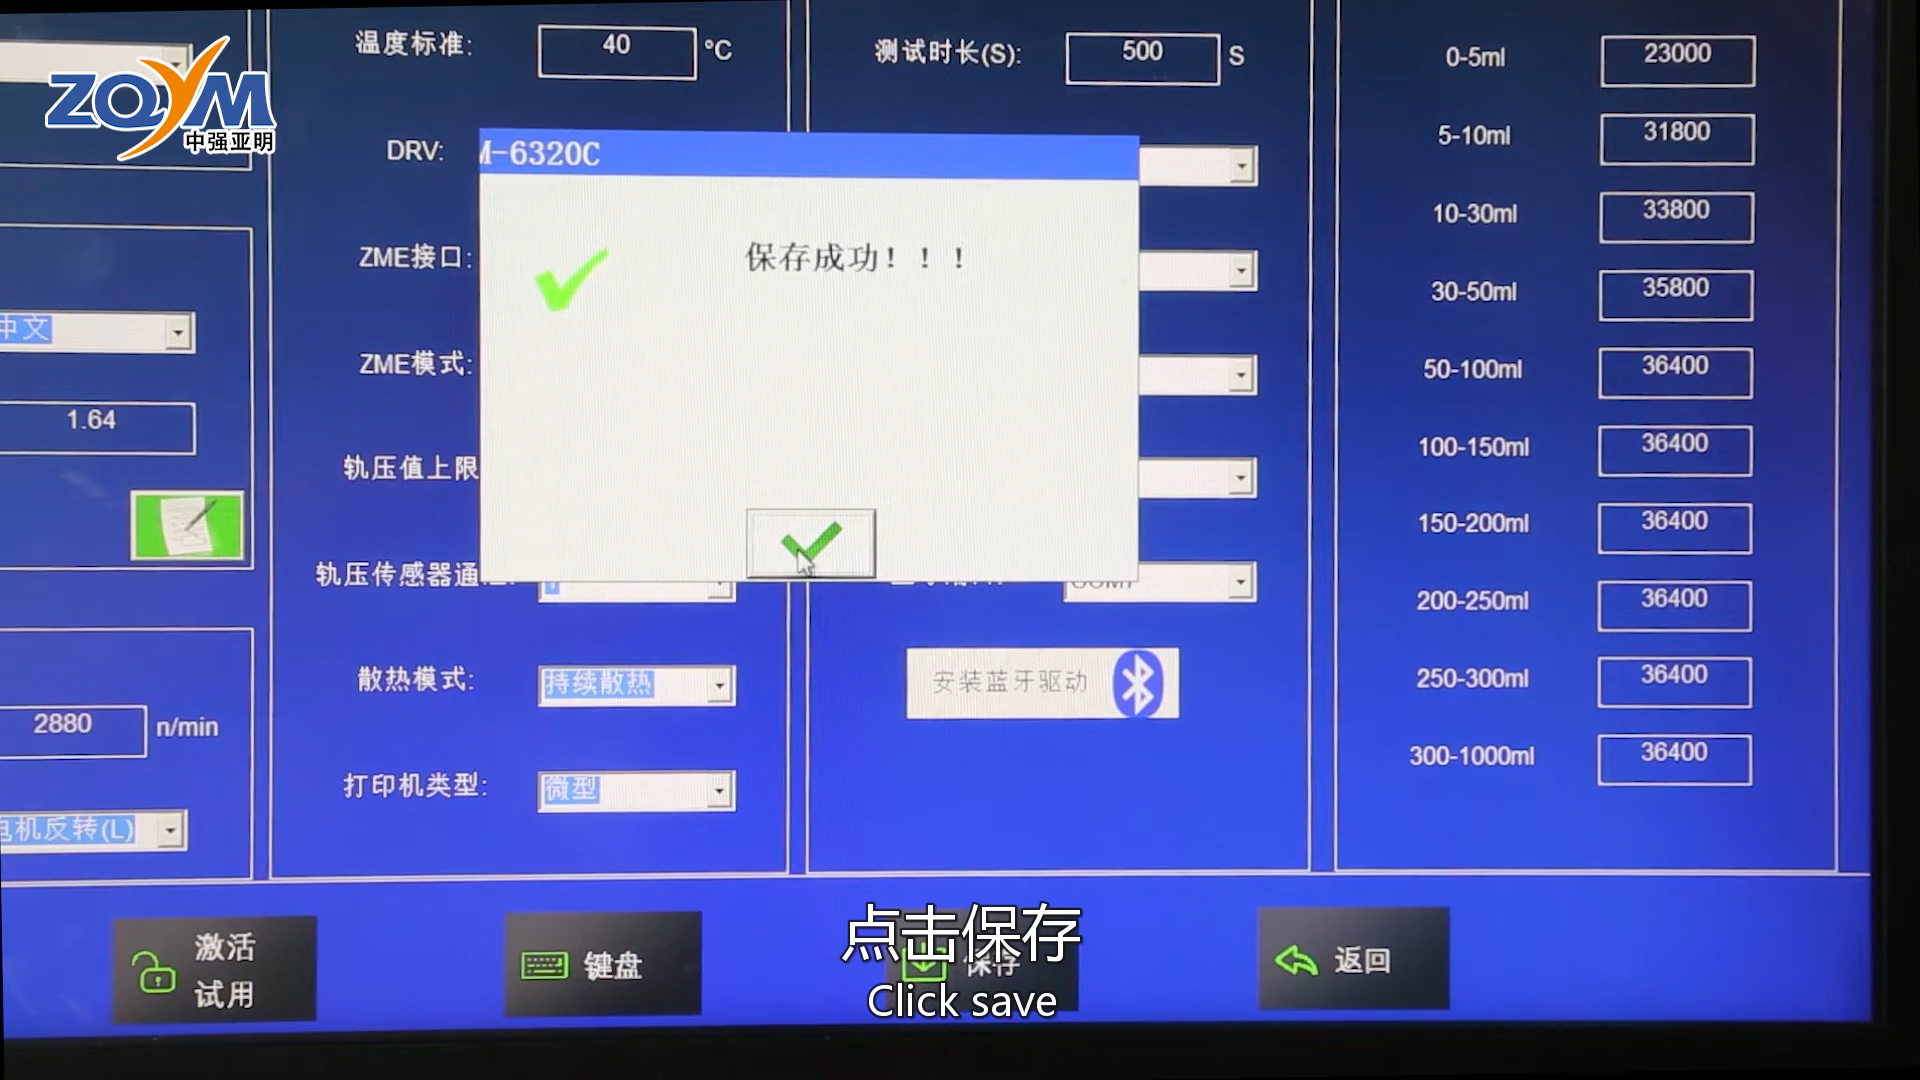 ZQYM
中强亚明
温度标准:
40
°C
测试时长(S):
500
S
0-5ml
23000
DRV:
M-6320C
5-10ml
31800
10-30ml
33800
ZME接口:
保存成功！！！
30-50ml
35800
中文
ZME模式:
50-100ml
36400
1.64
轨压值上限
100-150ml
36400
150-200ml
36400
轨压传感器通
200-250ml
36400
散热模式:
持续散热
安装蓝牙驱动
250-300ml
36400
2880
n/min
打印机类型:
微型
300-1000ml
36400
电机反转(L)
激活
试用
键盘
保存
返回
点击保存
Click save